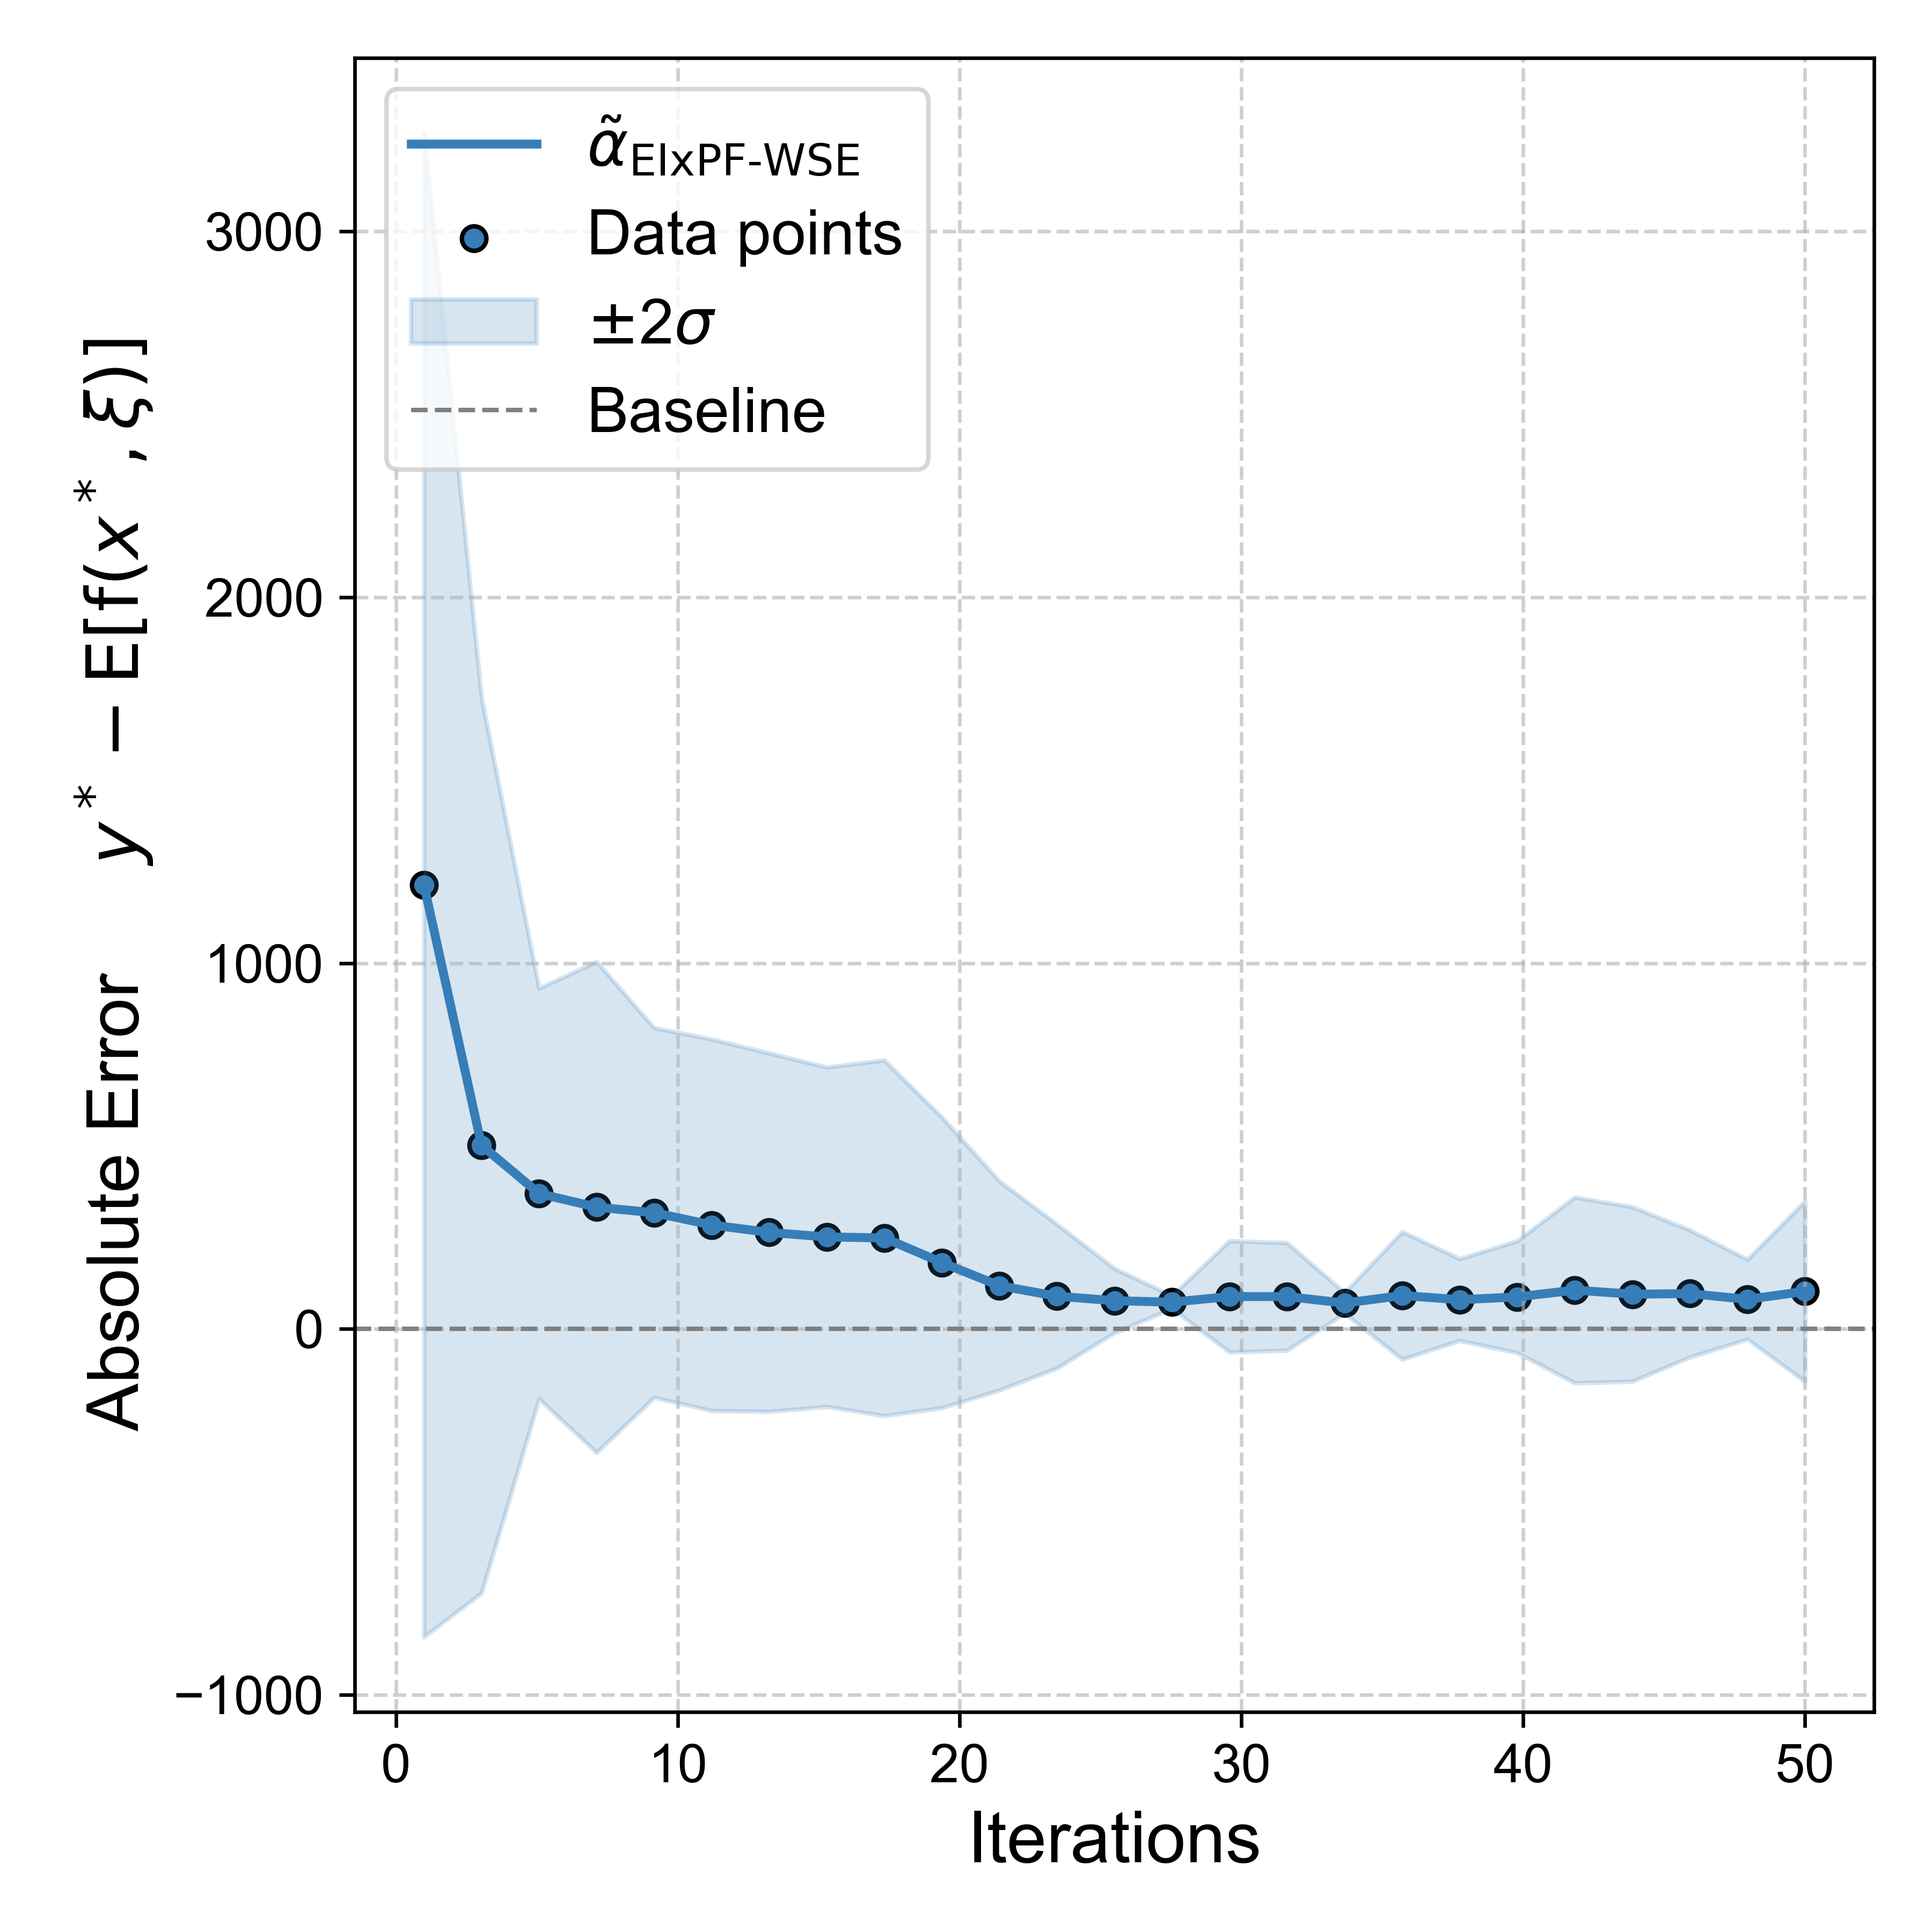 α̃EIxPF-WSE
Data points
±2σ
Baseline
Absolute Error   y* − E[f(x*, ξ)]
3000
2000
1000
0
−1000
0 10 20 30 40 50
Iterations